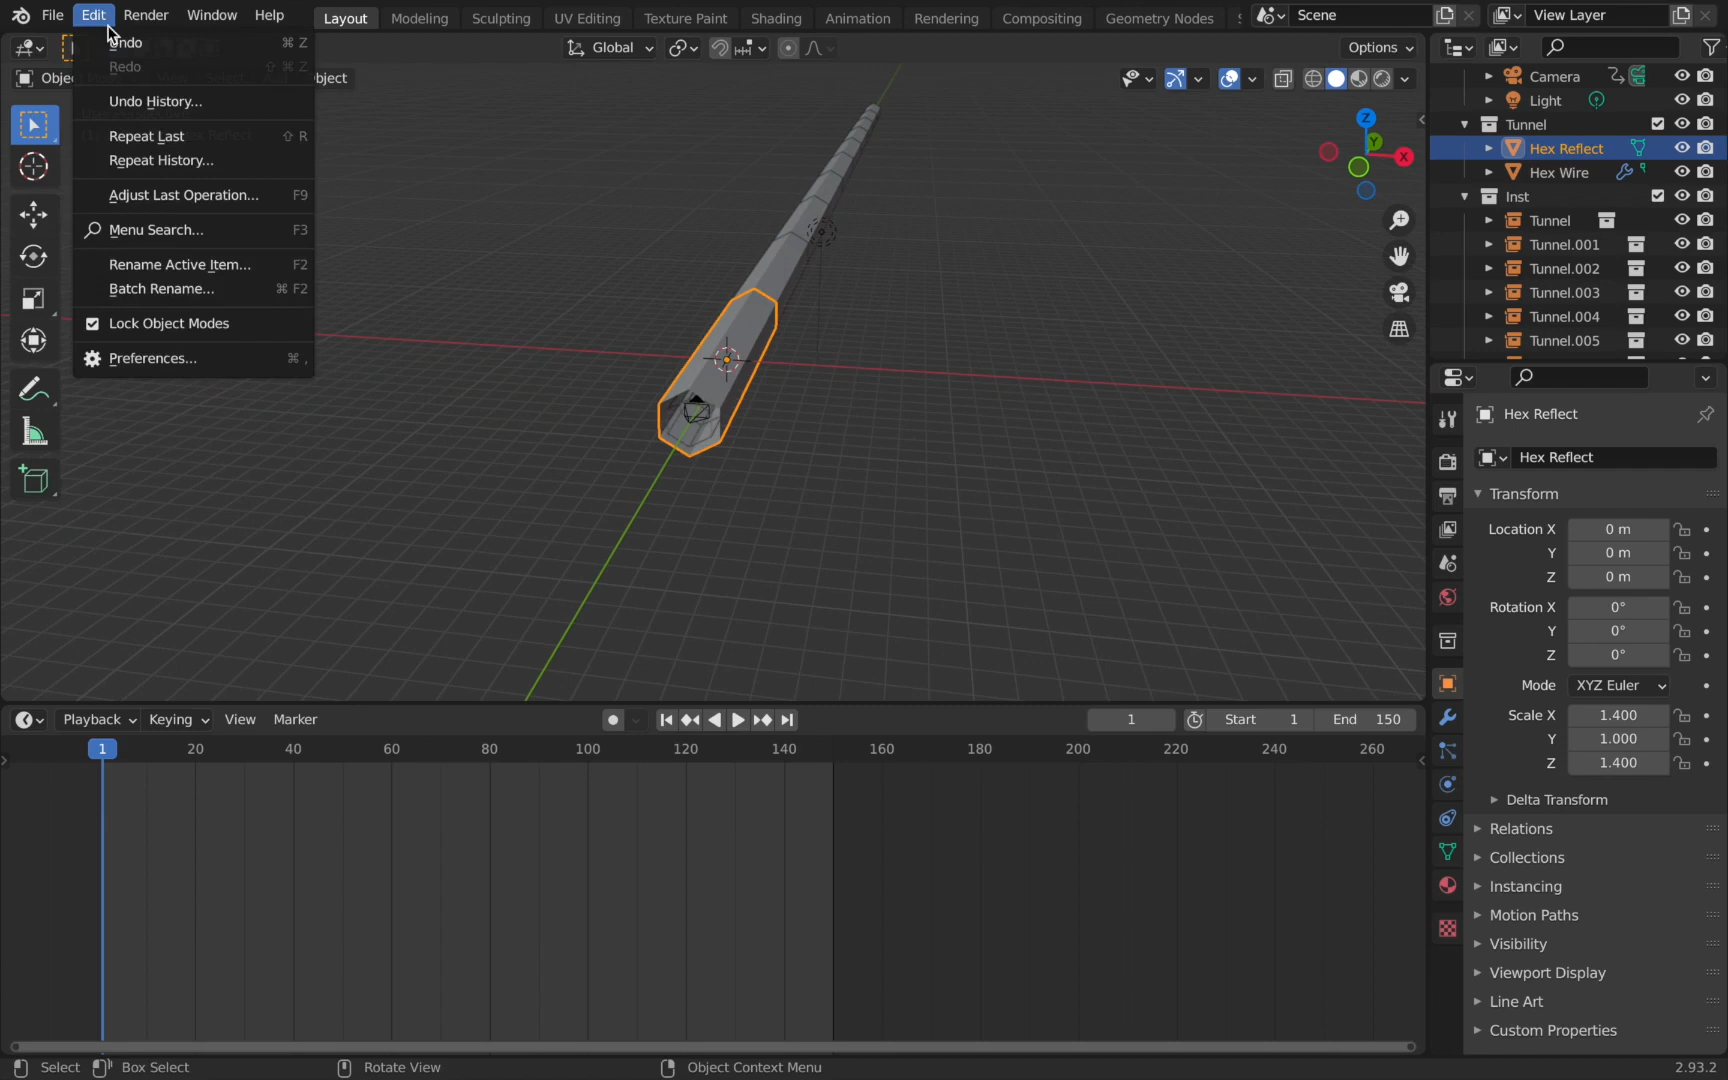 File Edit Render Window Help Layout Modeling Sculpting UV Editing Texture Paint Shading Animation Rendering Compositing Geometry Nodes Scene View Layer
Global Options
Object
Undo ⌘ Z
Redo ⇧ ⌘ Z
Undo History...
Repeat Last ⇧ R
Repeat History...
Adjust Last Operation... F9
Menu Search... F3
Rename Active Item... F2
Batch Rename... ⌘ F2
Lock Object Modes
Preferences... ⌘ ,
Z
Y
X
Camera
Light
Tunnel
Hex Reflect
Hex Wire
Inst
Tunnel
Tunnel.001
Tunnel.002
Tunnel.003
Tunnel.004
Tunnel.005
Hex Reflect
Hex Reflect
Transform
Location X 0 m
Y 0 m
Z 0 m
Rotation X 0°
Y 0°
Z 0°
Mode XYZ Euler
Scale X 1.400
Y 1.000
Z 1.400
Delta Transform
Relations
Collections
Instancing
Motion Paths
Visibility
Viewport Display
Line Art
Custom Properties
Playback Keying View Marker 1 Start 1 End 150
1 20 40 60 80 100 120 140 160 180 200 220 240 260
Select Box Select Rotate View Object Context Menu 2.93.2